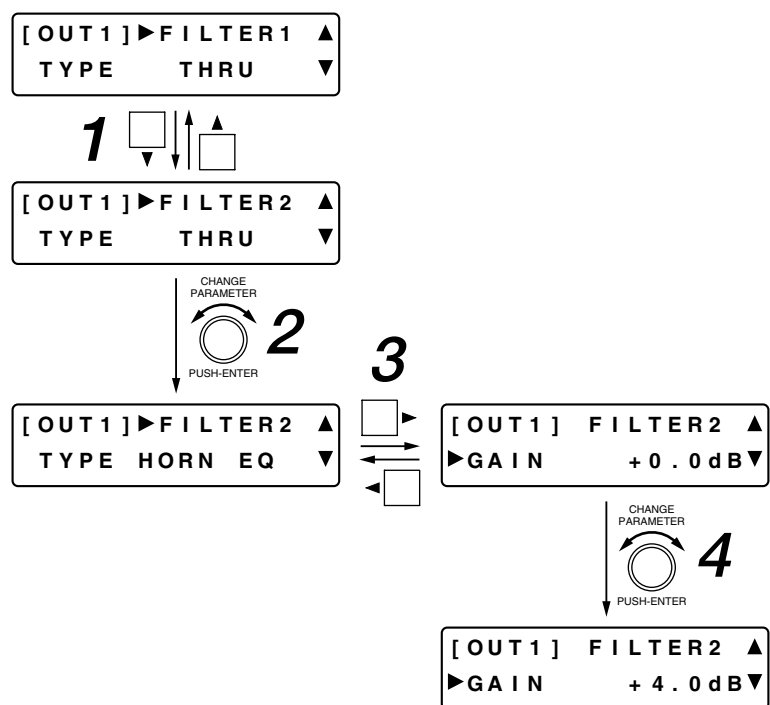 [OUT1]▶FILTER1 ▲
TYPE THRU ▼
1
[OUT1]▶FILTER2 ▲
TYPE THRU ▼
CHANGE
PARAMETER
2
PUSH-ENTER
3
[OUT1]▶FILTER2 ▲
TYPE HORN EQ ▼
[OUT1] FILTER2 ▲
▶GAIN +0.0dB▼
CHANGE
PARAMETER
4
PUSH-ENTER
[OUT1] FILTER2 ▲
▶GAIN +4.0dB▼